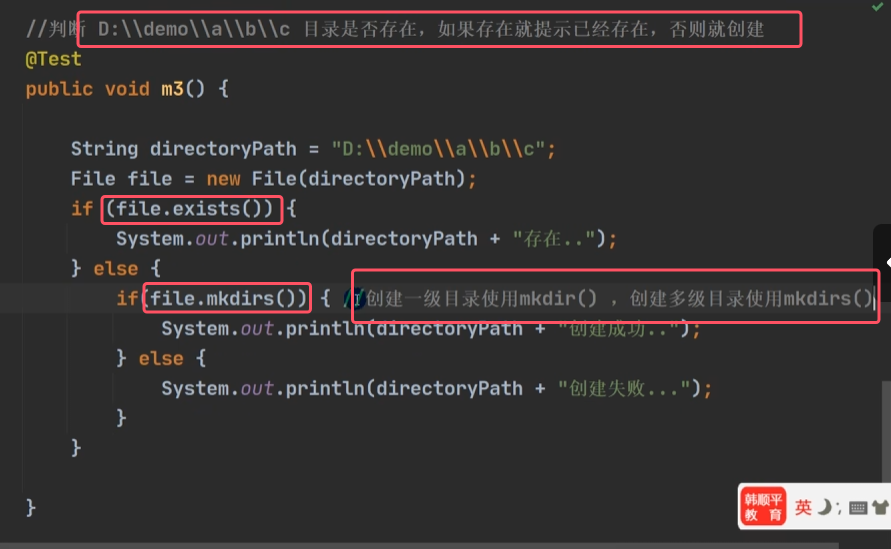 //判断 D:\\demo\\a\\b\\c 目录是否存在，如果存在就提示已经存在，否则就创建
@Test
public void m3() {
String directoryPath = "D:\\demo\\a\\b\\c";
File file = new File(directoryPath);
if (file.exists()) {
System.out.println(directoryPath + "存在..");
} else {
if(file.mkdirs()) { //创建一级目录使用mkdir() ，创建多级目录使用mkdirs()
System.out.println(directoryPath + "创建成功..");
} else {
System.out.println(directoryPath + "创建失败...");
}
}
}
韩顺平
教 育
英